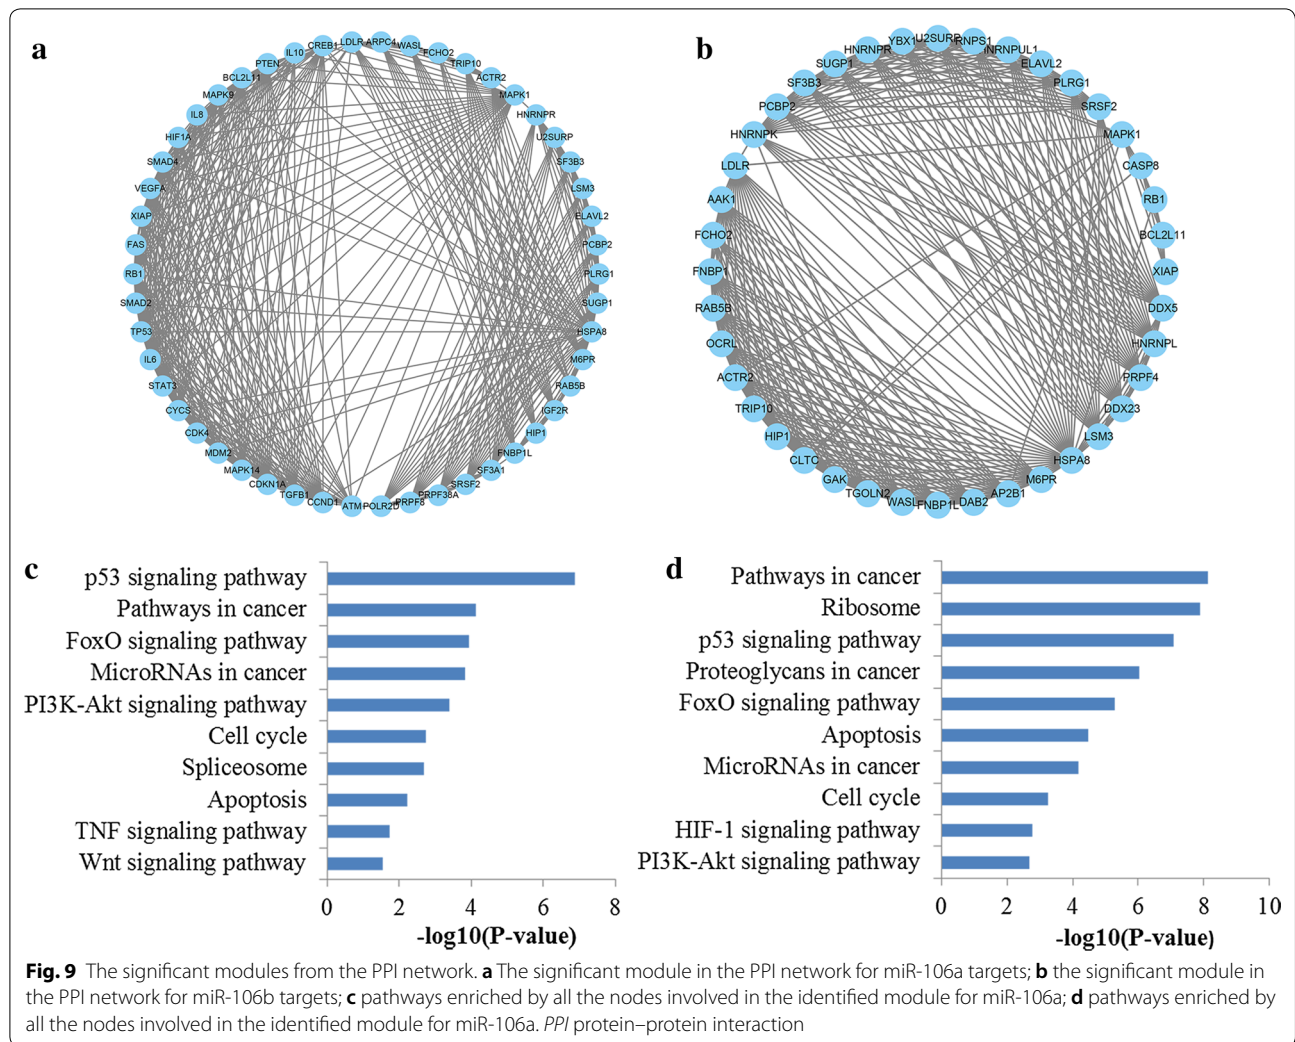 a
LDLR
ARPC4
WASL
FCHO2
TRIP10
ACTR2
MAPK1
HNRNPR
U2SURP
SF3B3
LSM3
ELAVL2
PCBP2
PLRG1
SUGP1
HSPA8
M6PR
RAB5B
IGF2R
HIP1
FNBP1L
SF3A1
SRSF2
PRPF38A
PRPF8
POLR2D
ATM
CCND1
TGFB1
CDKN1A
MAPK14
MDM2
CDK4
CYCS
STAT3
IL6
TP53
SMAD2
RB1
FAS
XIAP
VEGFA
SMAD4
HIF1A
IL8
MAPK9
BCL2L11
PTEN
IL10
CREB1
b
U2SURP
RNPS1
HNRNPUL1
ELAVL2
PLRG1
SRSF2
MAPK1
CASP8
RB1
BCL2L11
XIAP
DDX5
HNRNPL
PRPF4
DDX23
LSM3
HSPA8
M6PR
AP2B1
DAB2
FNBP1L
WASL
TGOLN2
GAK
CLTC
HIP1
TRIP10
ACTR2
OCRL
RAB5B
FNBP1
FCHO2
AAK1
LDLR
HNRNPK
PCBP2
SF3B3
SUGP1
HNRNPR
YBX1
c
p53 signaling pathway
Pathways in cancer
FoxO signaling pathway
MicroRNAs in cancer
PI3K-Akt signaling pathway
Cell cycle
Spliceosome
Apoptosis
TNF signaling pathway
Wnt signaling pathway
0 2 4 6 8
-log10(P-value)
d
Pathways in cancer
Ribosome
p53 signaling pathway
Proteoglycans in cancer
FoxO signaling pathway
Apoptosis
MicroRNAs in cancer
Cell cycle
HIF-1 signaling pathway
PI3K-Akt signaling pathway
0 2 4 6 8 10
-log10(P-value)
Fig. 9 The significant modules from the PPI network. a The significant module in the PPI network for miR-106a targets; b the significant module in
the PPI network for miR-106b targets; c pathways enriched by all the nodes involved in the identified module for miR-106a; d pathways enriched by
all the nodes involved in the identified module for miR-106a. PPI protein–protein interaction